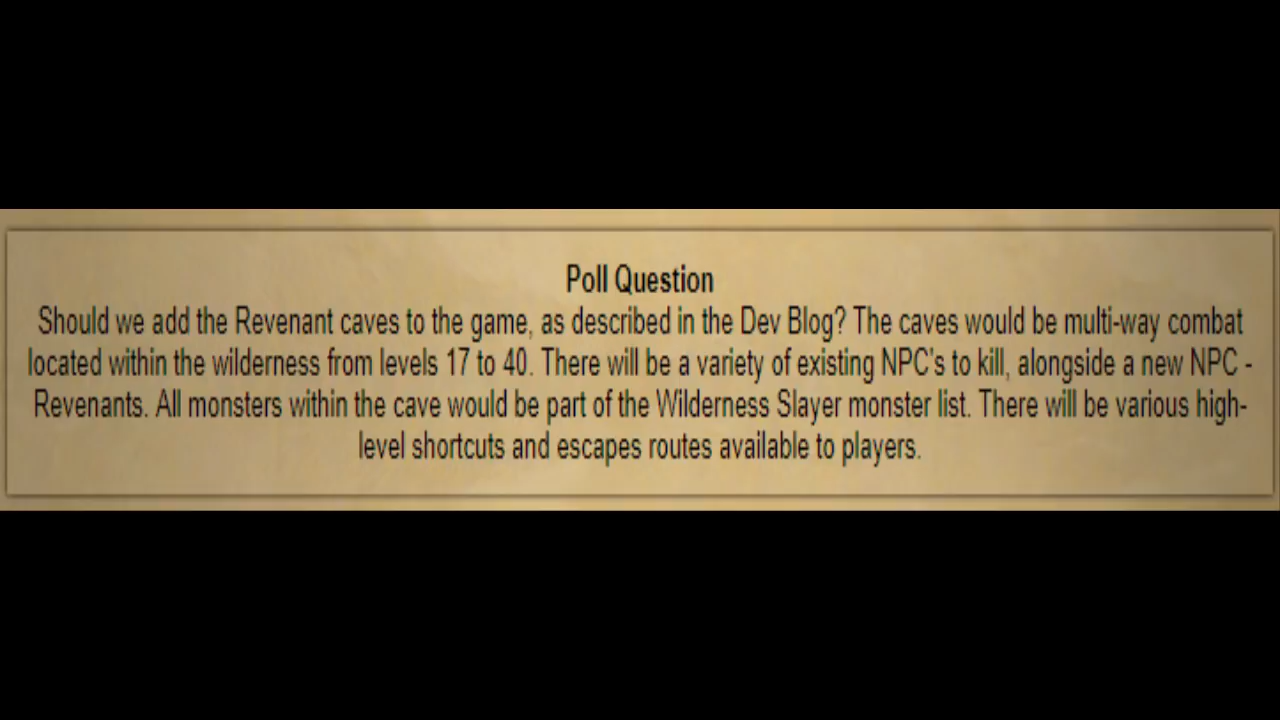 Poll Question
Should we add the Revenant caves to the game, as described in the Dev Blog? The caves would be multi-way combat
located within the wilderness from levels 17 to 40. There will be a variety of existing NPC's to kill, alongside a new NPC -
Revenants. All monsters within the cave would be part of the Wilderness Slayer monster list. There will be various high-
level shortcuts and escapes routes available to players.